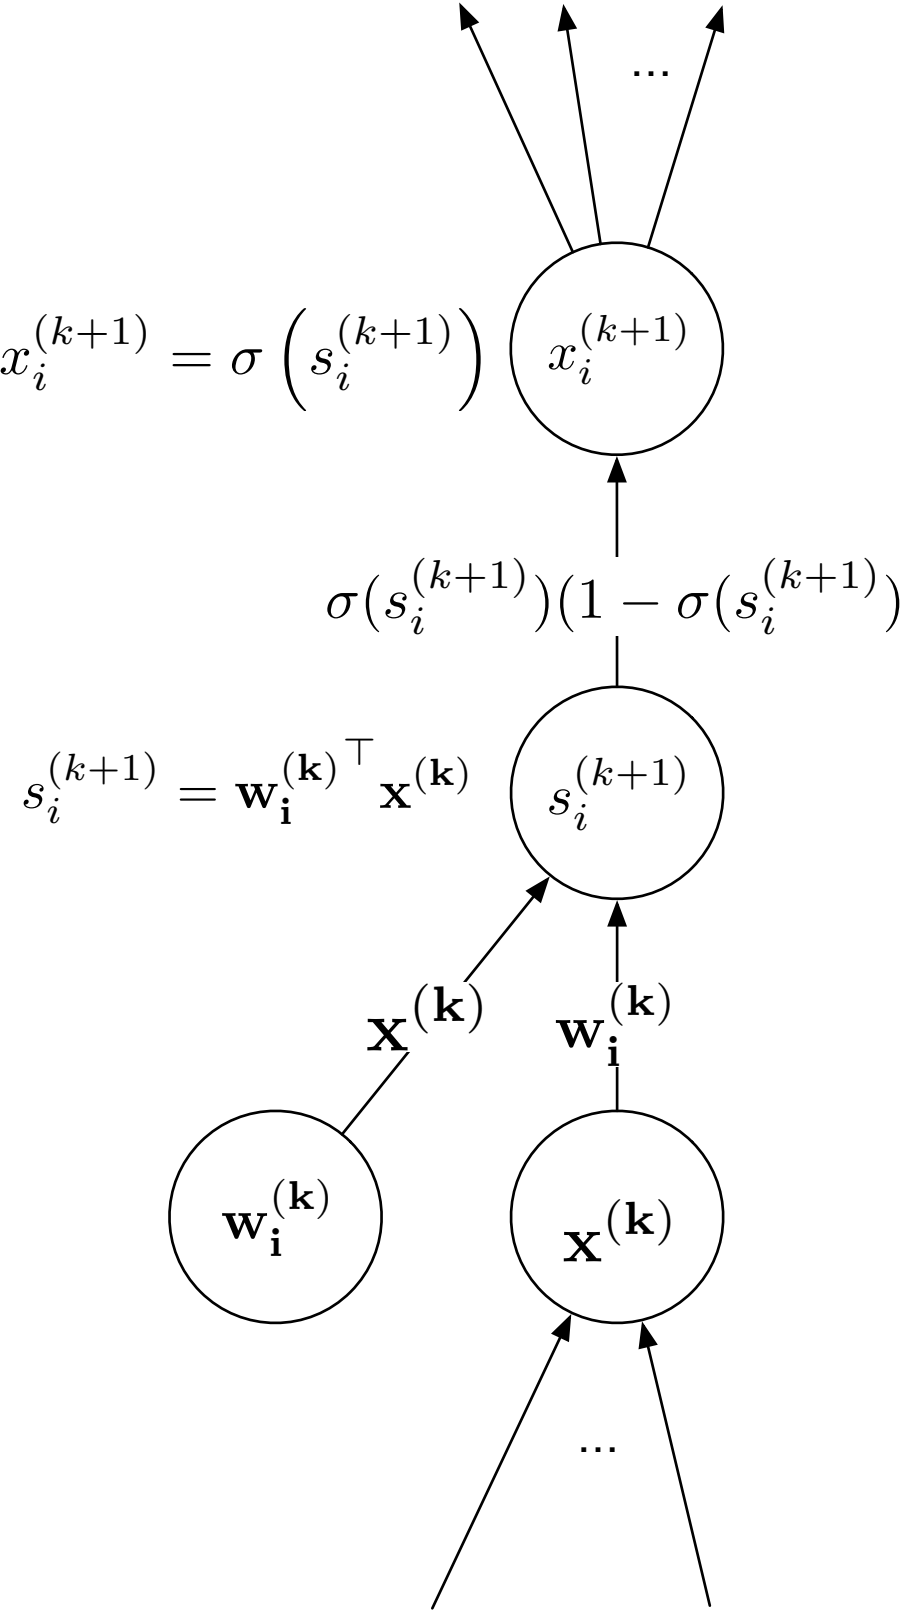 ...
x_i^{(k+1)} = σ(s_i^{(k+1)})
x_i^{(k+1)}
σ(s_i^{(k+1)})(1 − σ(s_i^{(k+1)})
s_i^{(k+1)} = w_i^{(k)⊤} x^{(k)}
s_i^{(k+1)}
x^{(k)}
w_i^{(k)}
w_i^{(k)}
x^{(k)}
...